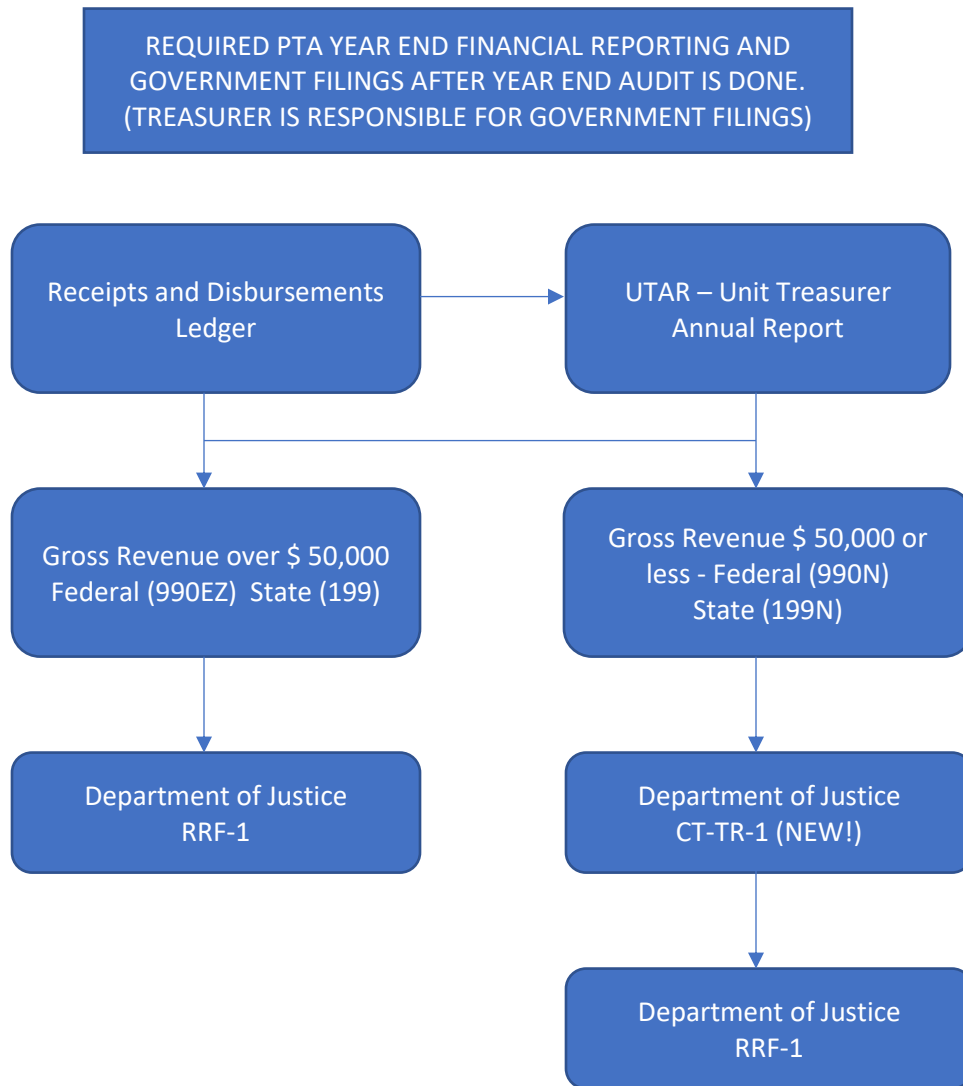 REQUIRED PTA YEAR END FINANCIAL REPORTING AND
GOVERNMENT FILINGS AFTER YEAR END AUDIT IS DONE.
(TREASURER IS RESPONSIBLE FOR GOVERNMENT FILINGS)
Receipts and Disbursements
Ledger
UTAR – Unit Treasurer
Annual Report
Gross Revenue over $ 50,000
Federal (990EZ)  State (199)
Gross Revenue $ 50,000 or
less - Federal (990N)
State (199N)
Department of Justice
RRF-1
Department of Justice
CT-TR-1 (NEW!)
Department of Justice
RRF-1